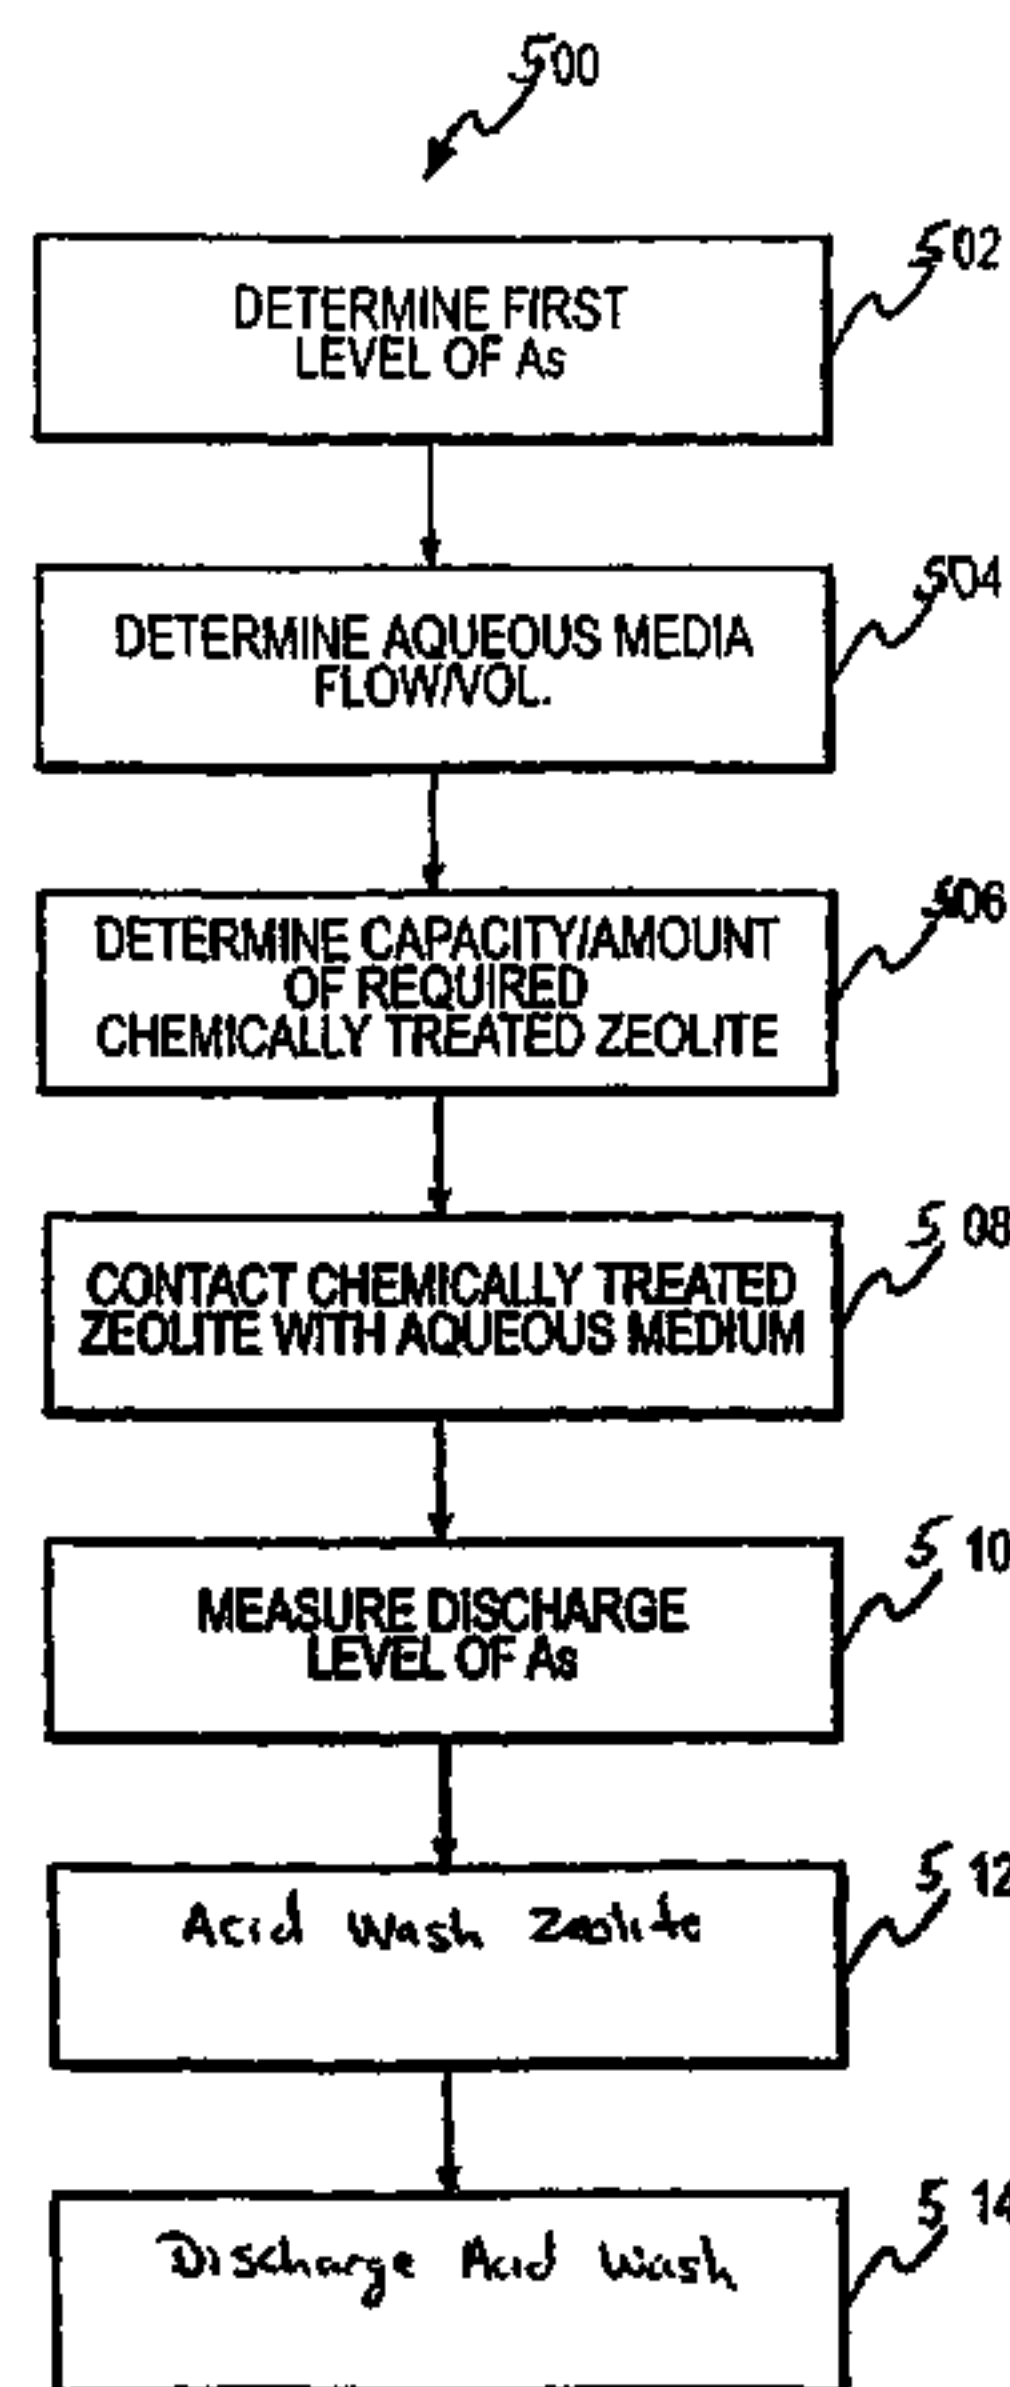 500
502
DETERMINE FIRST
LEVEL OF As
504
DETERMINE AQUEOUS MEDIA
FLOW/VOL.
506
DETERMINE CAPACITY/AMOUNT
OF REQUIRED
CHEMICALLY TREATED ZEOLITE
508
CONTACT CHEMICALLY TREATED
ZEOLITE WITH AQUEOUS MEDIUM
510
MEASURE DISCHARGE
LEVEL OF As
512
Acid Wash Zeolite
514
Discharge Acid Wash